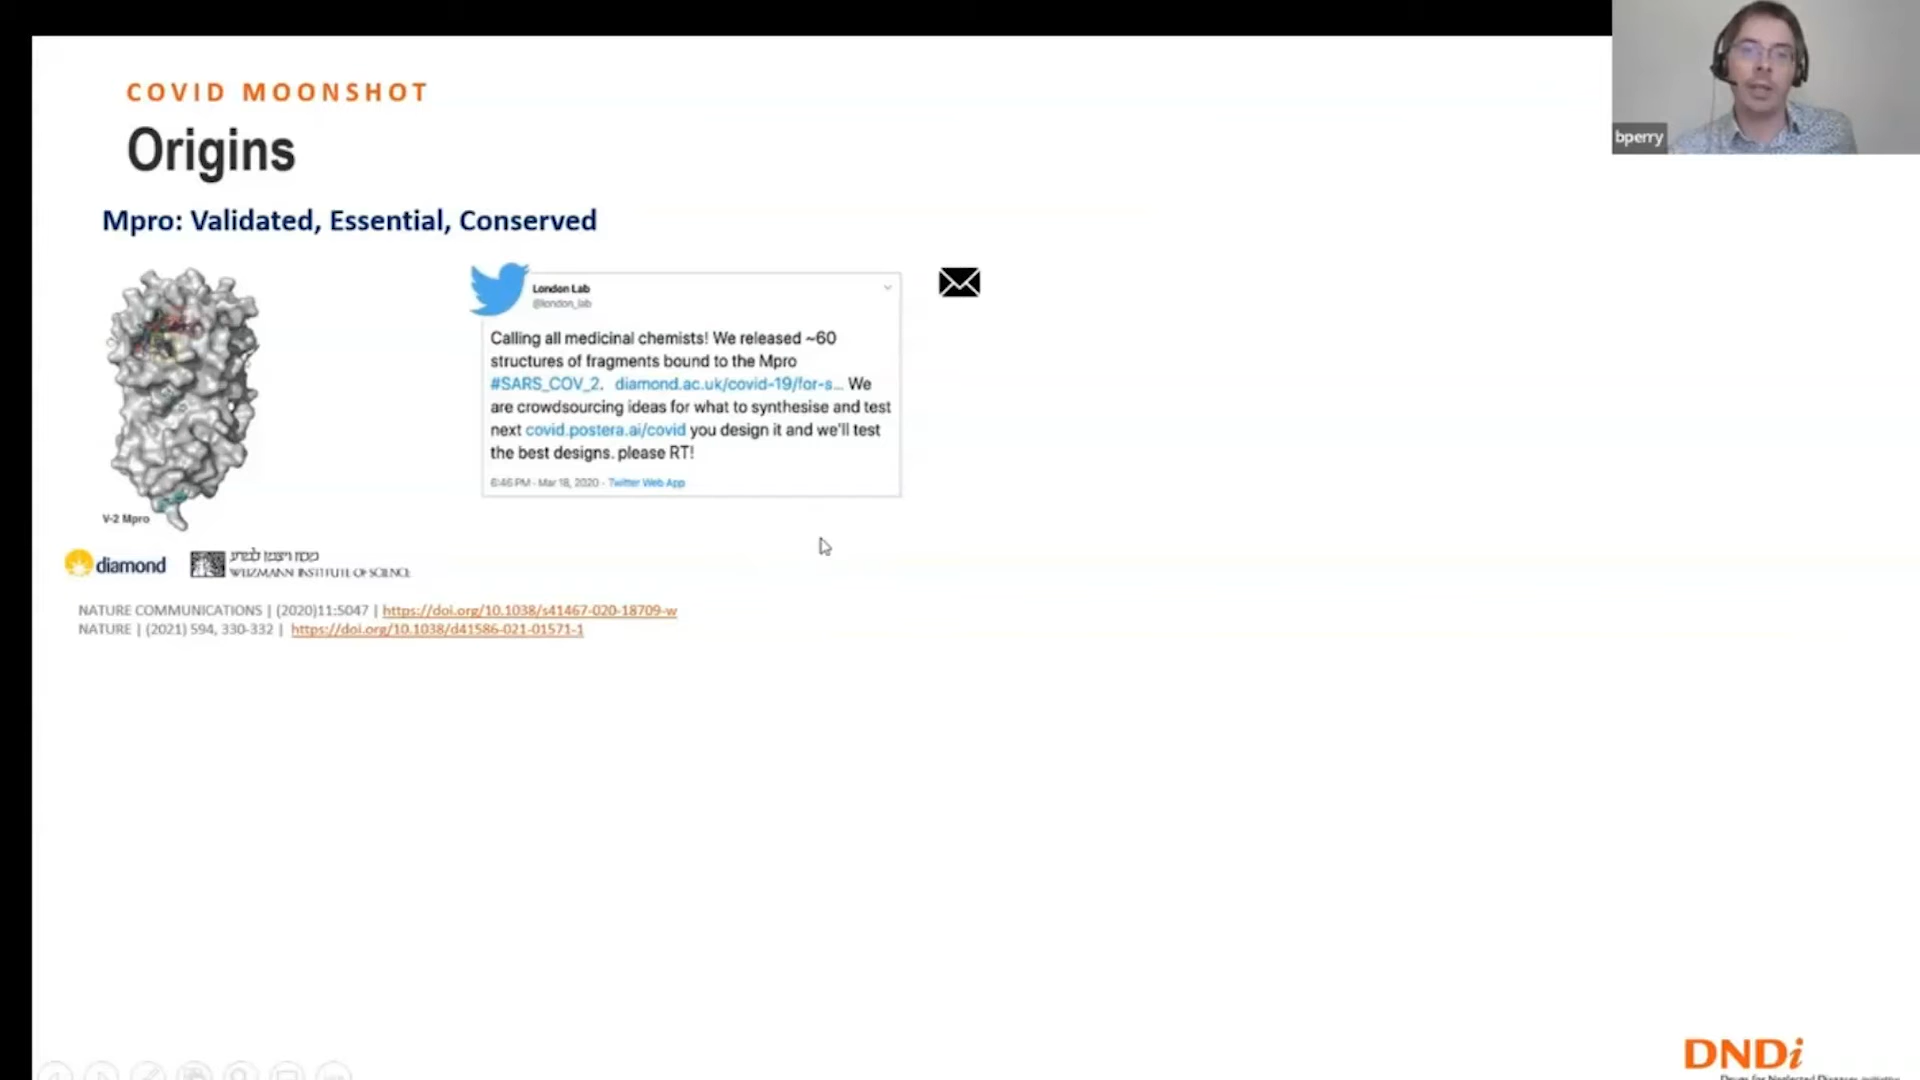 COVID MOONSHOT
Origins
bperry
Mpro: Validated, Essential, Conserved
London Lab
@london_lab
Calling all medicinal chemists! We released ~60
structures of fragments bound to the Mpro
#SARS_COV_2. diamond.ac.uk/covid-19/for-s... We
are crowdsourcing ideas for what to synthesise and test
next covid.postera.ai/covid you design it and we'll test
the best designs. please RT!
6:46 PM · Mar 18, 2020 · Twitter Web App
V-2 Mpro
diamond
מכון ויצמן למדע
WEIZMANN INSTITUTE OF SCIENCE
NATURE COMMUNICATIONS | (2020)11:5047 | https://doi.org/10.1038/s41467-020-18709-w
NATURE | (2021) 594, 330-332 | https://doi.org/10.1038/d41586-021-01571-1
DNDi
Drugs for Neglected Diseases initiative